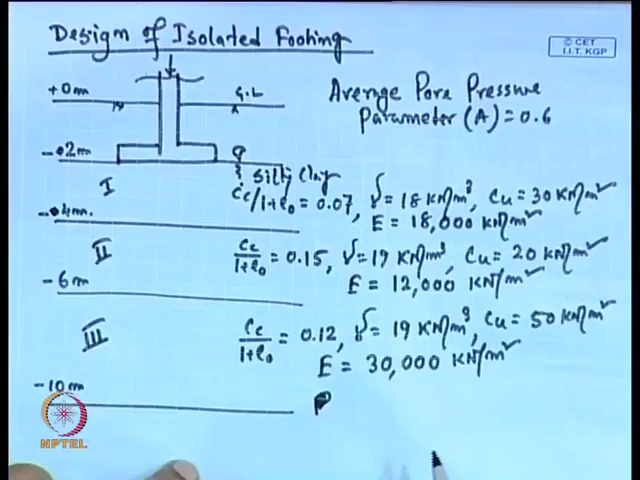 Design of Isolated Footing
© CET
I.I.T. KGP
+0m
G.L
Average Pore Pressure
Parameter (A) = 0.6
-02m
Silty Clay
I
Cc/1+e0 = 0.07, γ = 18 KN/m³, Cu = 30 KN/m²
E = 18,000 KN/m²
-04m.
II
Cc/1+e0 = 0.15, γ = 19 KN/m³, Cu = 20 KN/m²
E = 12,000 KN/m²
-6m
III
Cc/1+e0 = 0.12, γ = 19 KN/m³, Cu = 50 KN/m²
E = 30,000 KN/m²
-10m
P
NPTEL